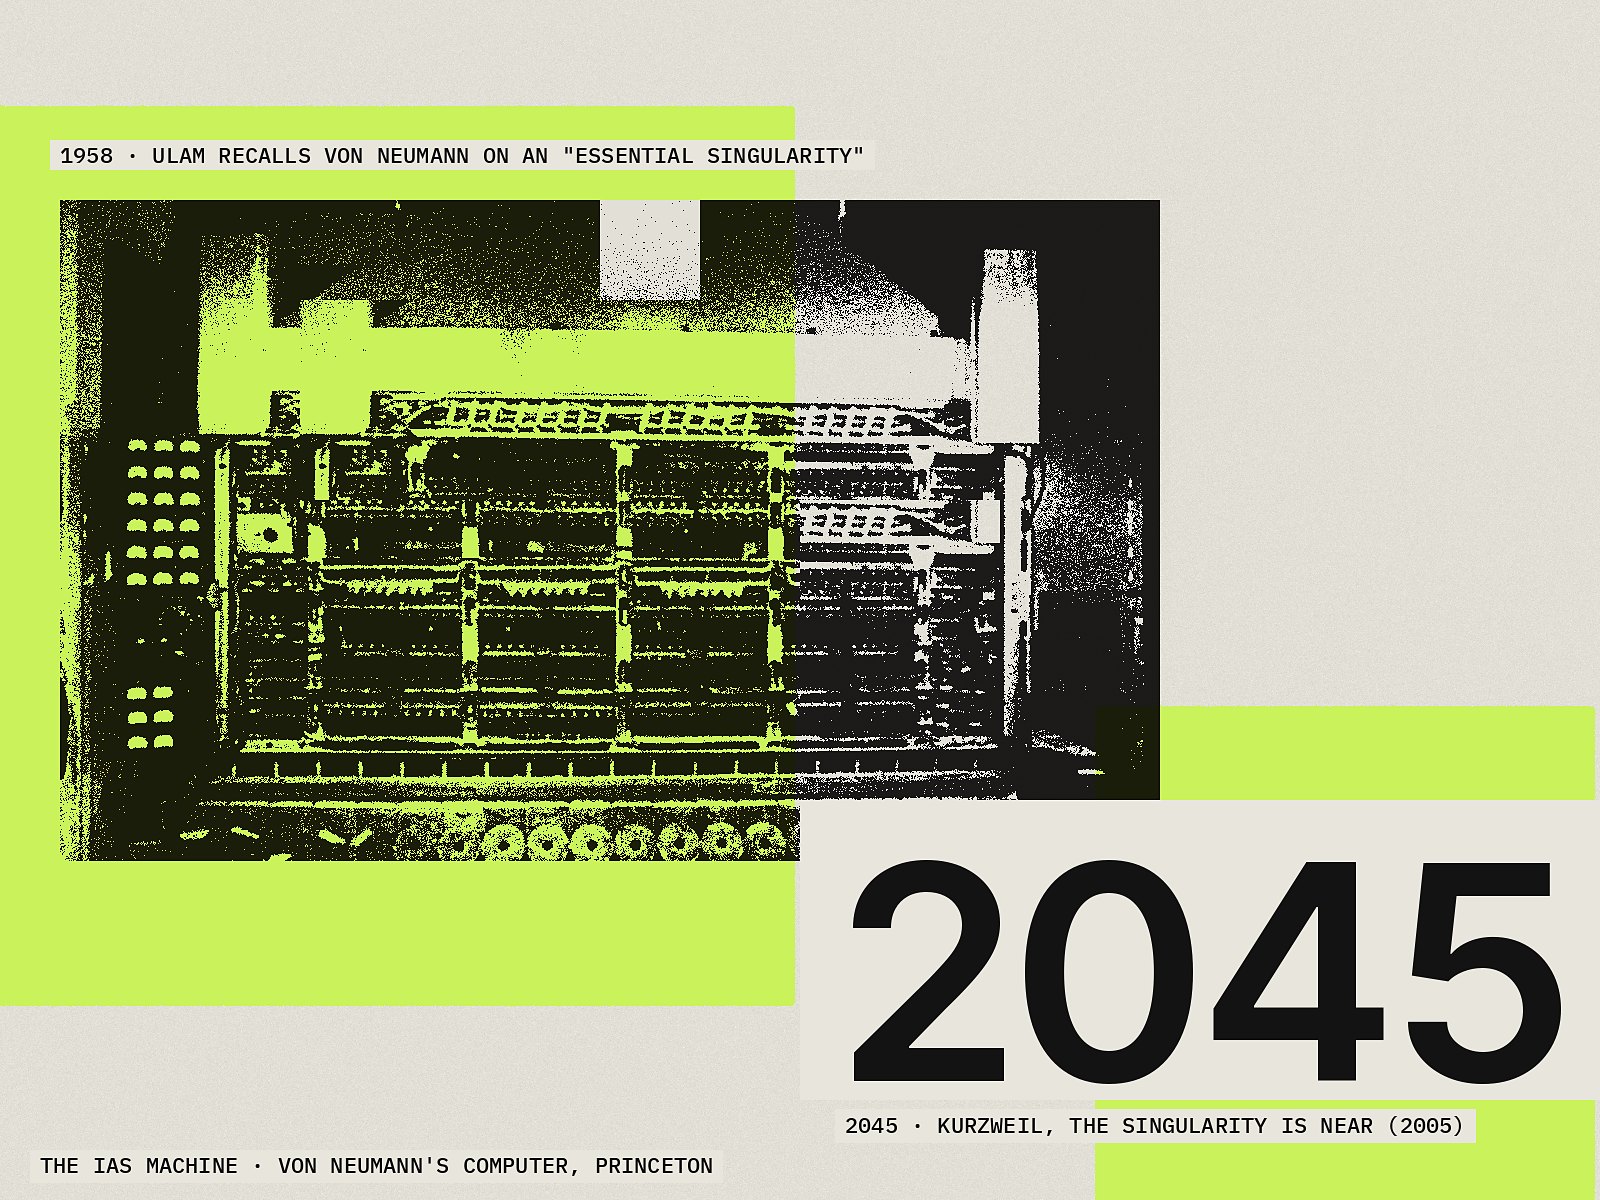 1958 · ULAM RECALLS VON NEUMANN ON AN "ESSENTIAL SINGULARITY"
2045
2045 · KURZWEIL, THE SINGULARITY IS NEAR (2005)
THE IAS MACHINE · VON NEUMANN'S COMPUTER, PRINCETON